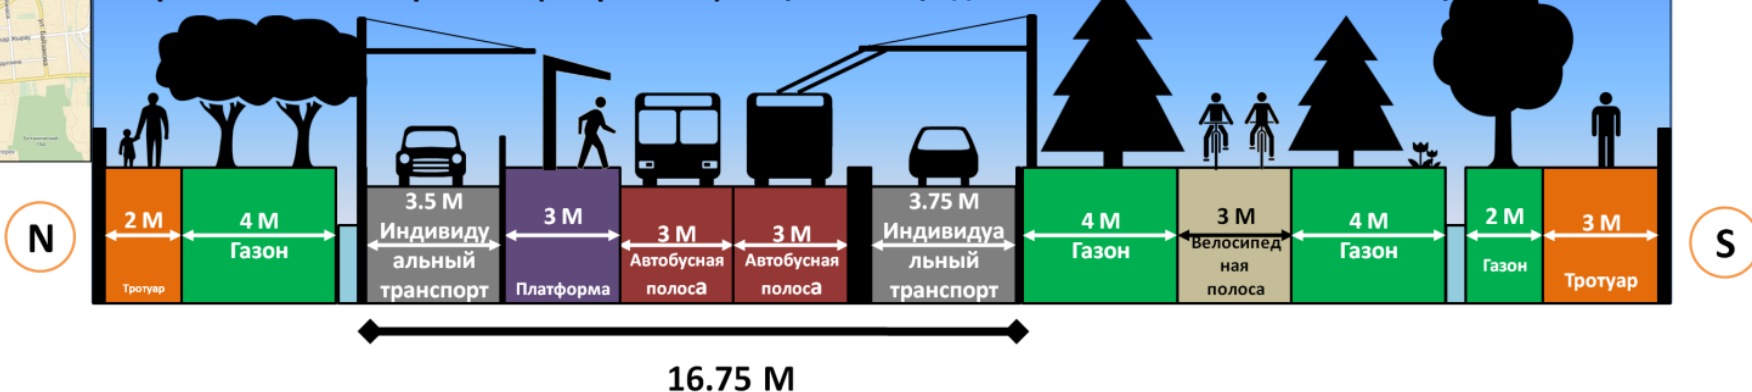 N
2 М
Тротуар
4 М
Газон
3.5 М
Индивиду
альный
транспорт
3 М
Платформа
3 М
Автобусная
полоса
3 М
Автобусная
полоса
3.75 М
Индивидуа
льный
транспорт
4 М
Газон
3 М
Велосипед
ная
полоса
4 М
Газон
2 М
Газон
3 М
Тротуар
S
16.75 М